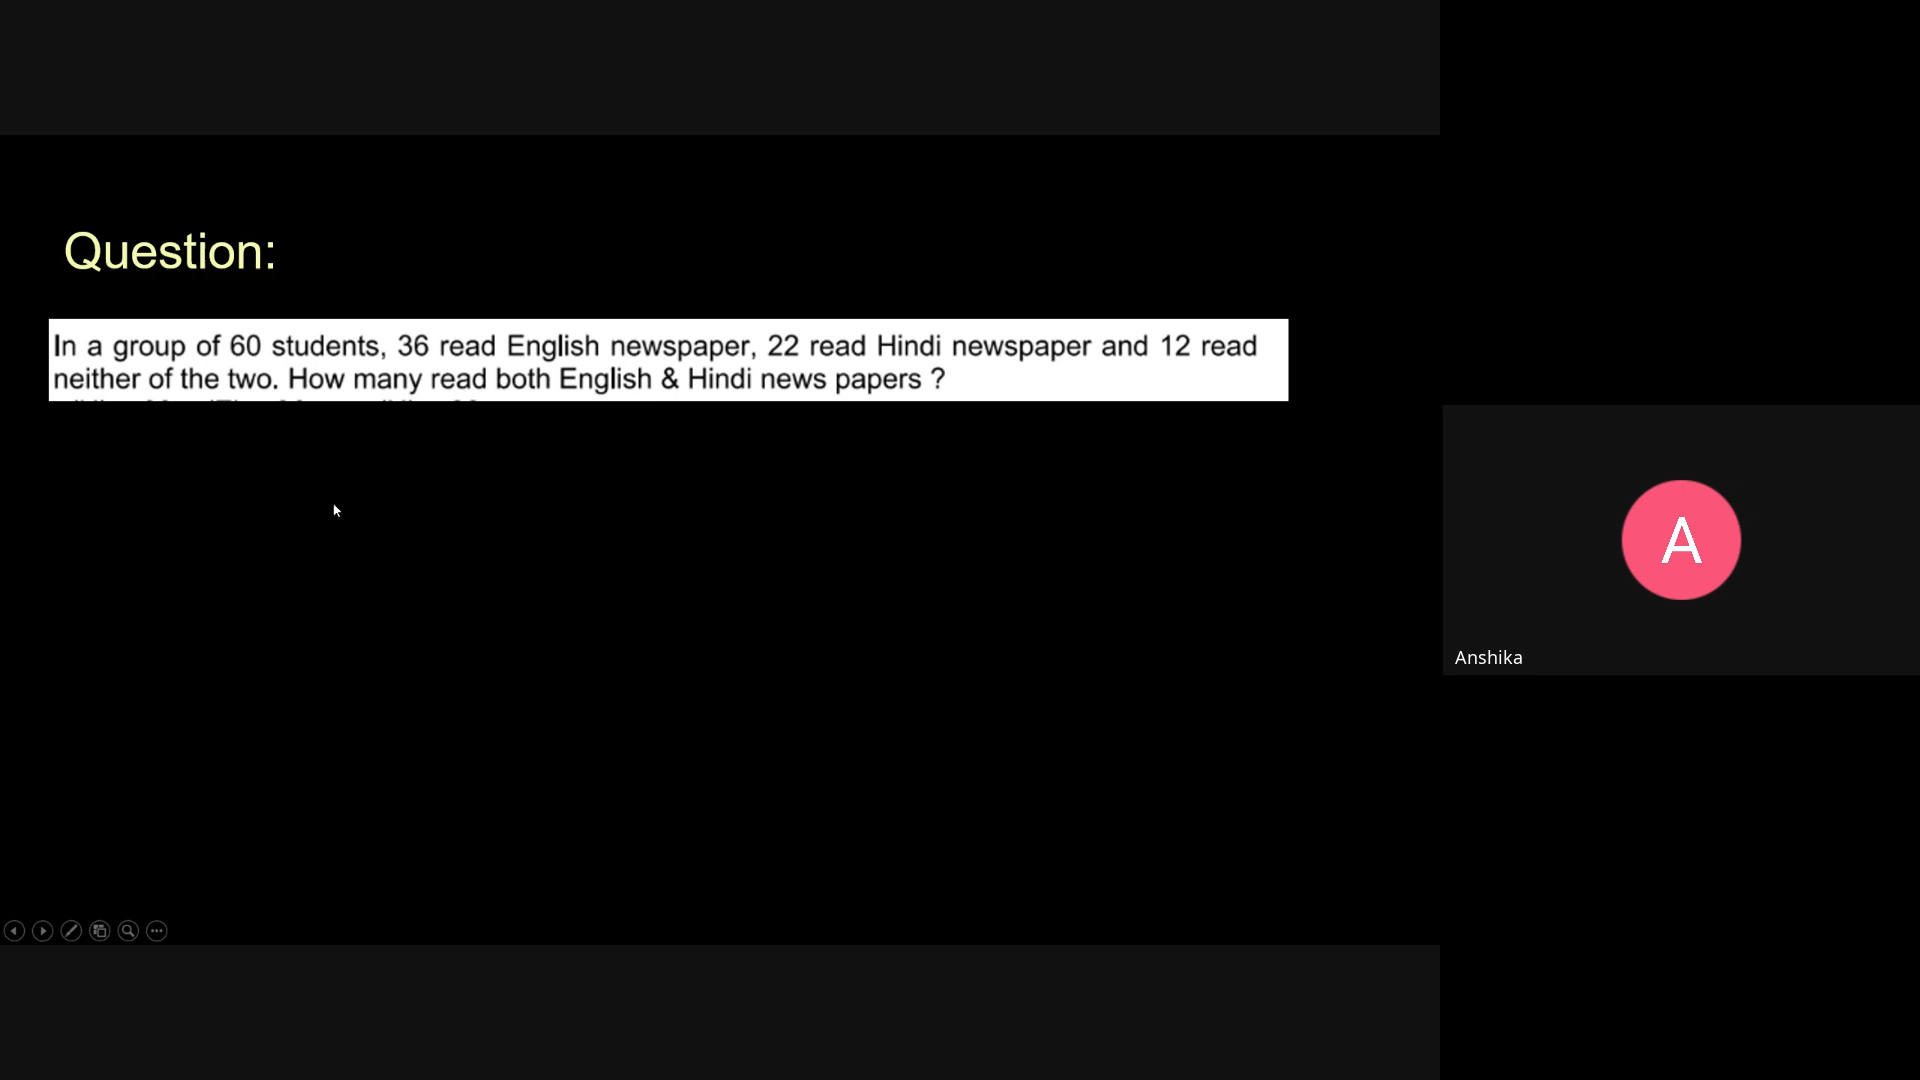 Question:
In a group of 60 students, 36 read English newspaper, 22 read Hindi newspaper and 12 read
neither of the two. How many read both English & Hindi news papers ?
A
Anshika